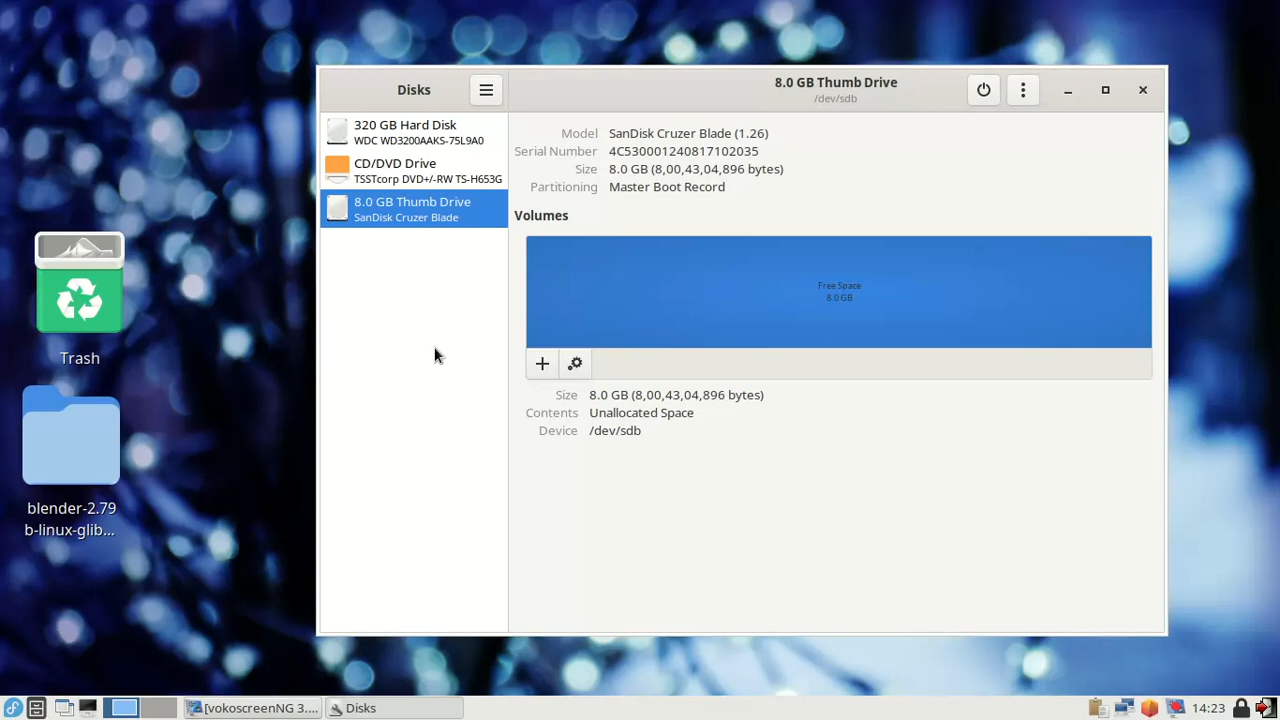 Disks
8.0 GB Thumb Drive
/dev/sdb
320 GB Hard Disk
WDC WD3200AAKS-75L9A0
CD/DVD Drive
TSSTcorp DVD+/-RW TS-H653G
8.0 GB Thumb Drive
SanDisk Cruzer Blade
Model SanDisk Cruzer Blade (1.26)
Serial Number 4C530001240817102035
Size 8.0 GB (8,00,43,04,896 bytes)
Partitioning Master Boot Record
Volumes
Free Space
8.0 GB
Size 8.0 GB (8,00,43,04,896 bytes)
Contents Unallocated Space
Device /dev/sdb
Trash
blender-2.79
b-linux-glib...
[vokoscreenNG 3....
Disks
14:23